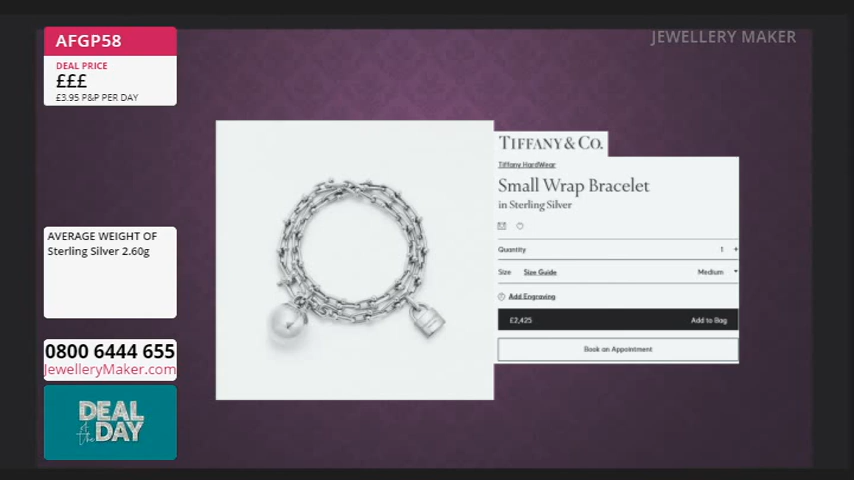 AFGP58
DEAL PRICE
£££
£3.95 P&P PER DAY
JEWELLERY MAKER
TIFFANY & CO.
Tiffany HardWear
Small Wrap Bracelet
in Sterling Silver
Quantity 1 +
Size Size Guide Medium
Add Engraving
£2,425 Add to Bag
Book an Appointment
AVERAGE WEIGHT OF
Sterling Silver 2.60g
0800 6444 655
JewelleryMaker.com
DEAL
of the
DAY